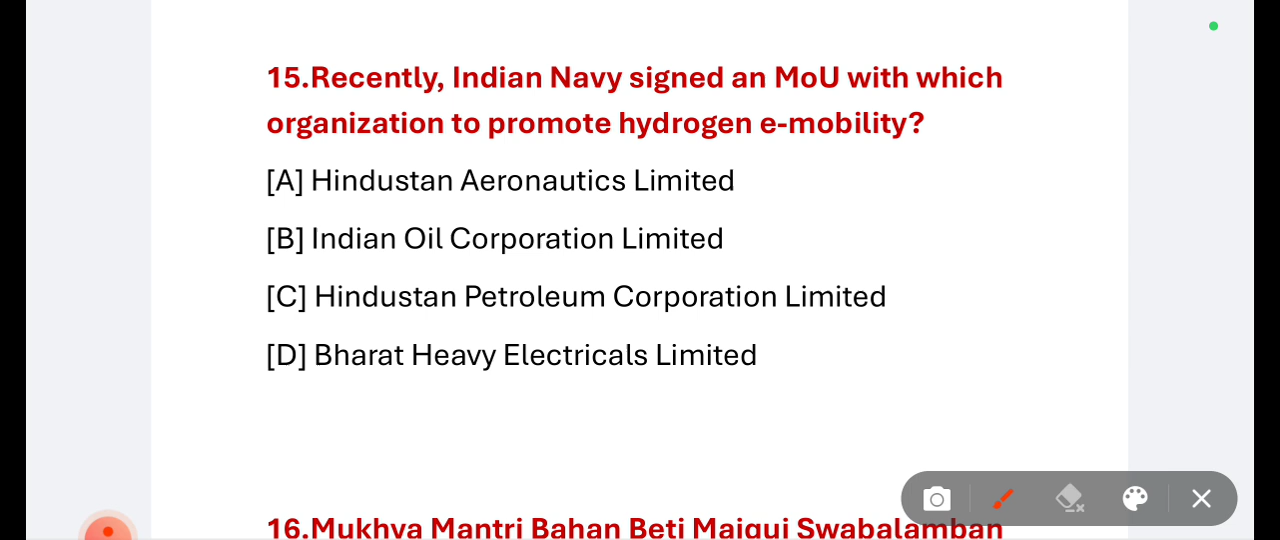 15.Recently, Indian Navy signed an MoU with which
organization to promote hydrogen e-mobility?
[A] Hindustan Aeronautics Limited
[B] Indian Oil Corporation Limited
[C] Hindustan Petroleum Corporation Limited
[D] Bharat Heavy Electricals Limited
16.Mukhya Mantri Bahan Beti Maigui Swabalamban